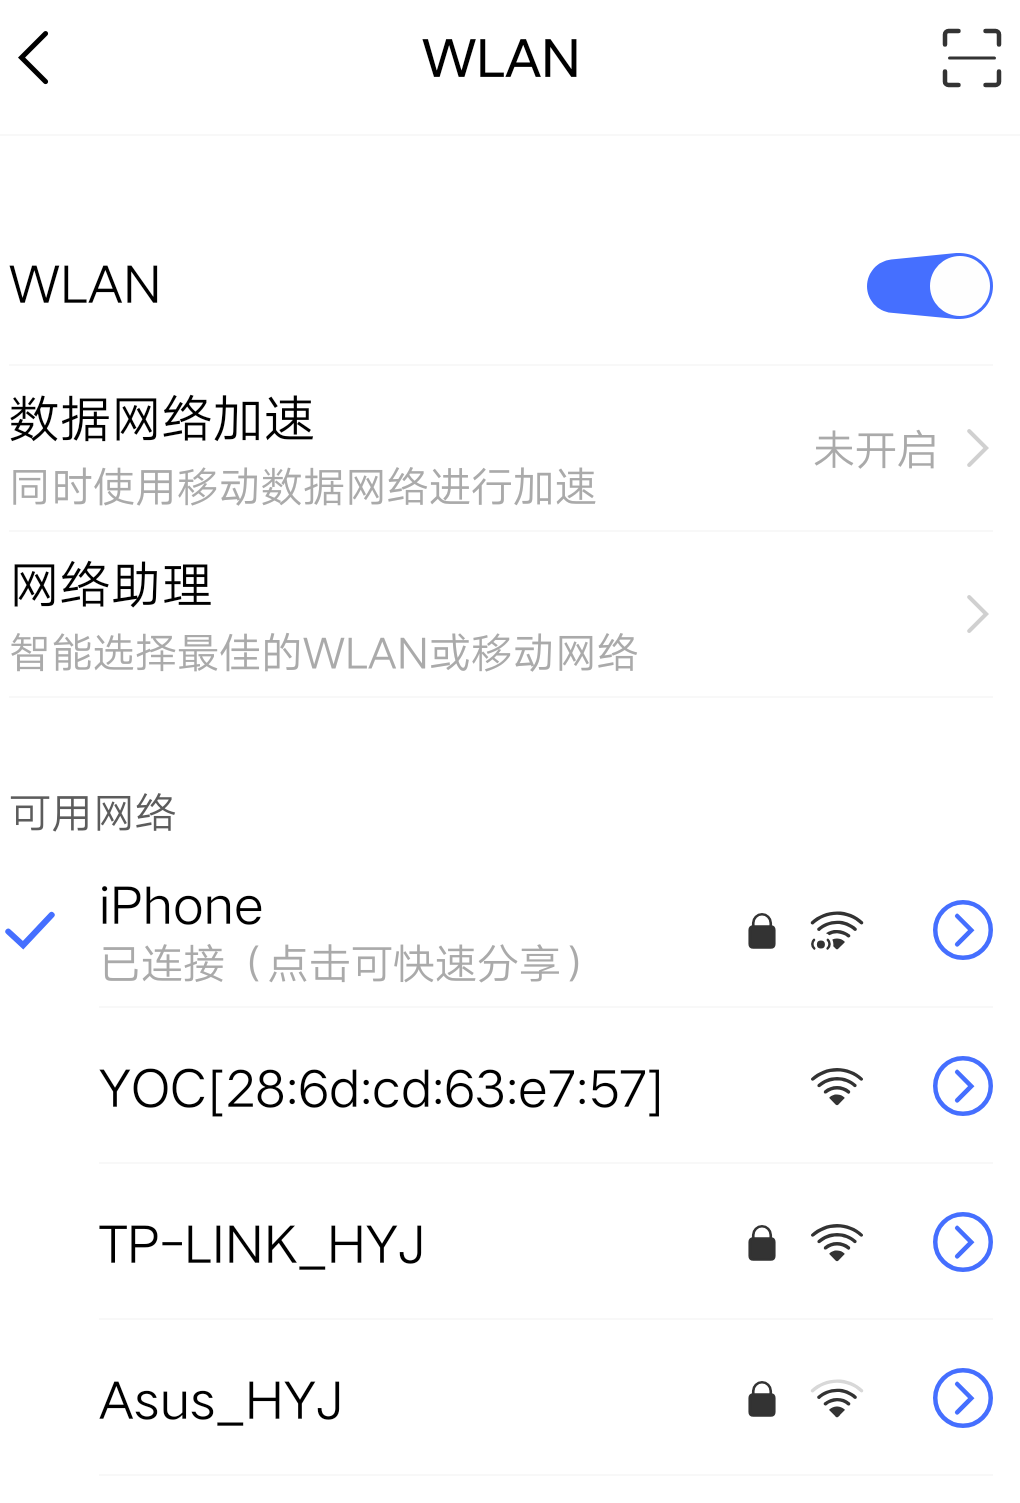 WLAN
WLAN
数据网络加速
同时使用移动数据网络进行加速
未开启
网络助理
智能选择最佳的WLAN或移动网络
可用网络
iPhone
已连接（点击可快速分享）
YOC[28:6d:cd:63:e7:57]
TP-LINK_HYJ
Asus_HYJ